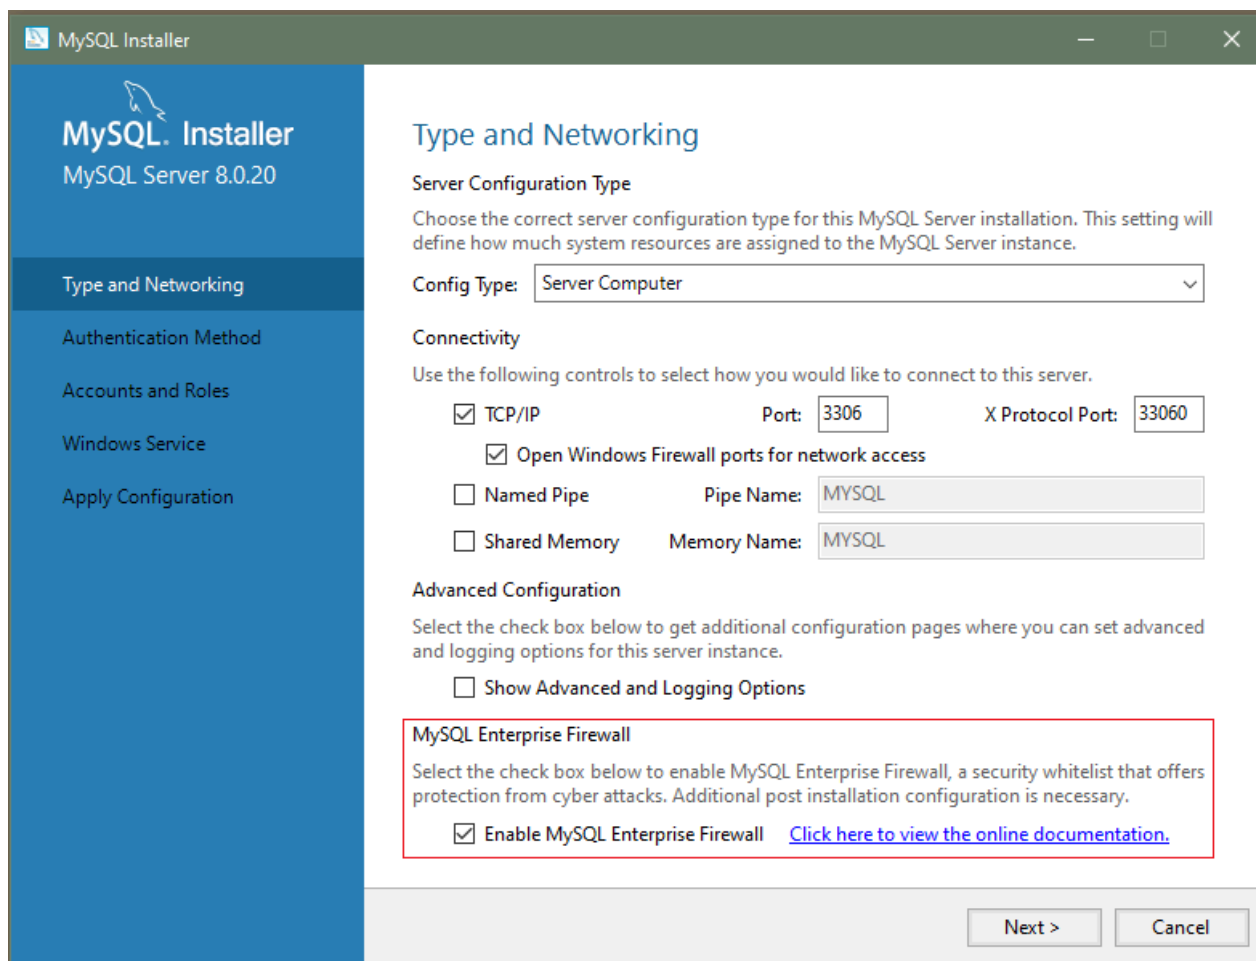 MySQL Installer
MySQL. Installer
MySQL Server 8.0.20
Type and Networking
Authentication Method
Accounts and Roles
Windows Service
Apply Configuration
Type and Networking
Server Configuration Type
Choose the correct server configuration type for this MySQL Server installation. This setting will
define how much system resources are assigned to the MySQL Server instance.
Config Type: Server Computer
Connectivity
Use the following controls to select how you would like to connect to this server.
TCP/IP Port: 3306 X Protocol Port: 33060
Open Windows Firewall ports for network access
Named Pipe Pipe Name: MYSQL
Shared Memory Memory Name: MYSQL
Advanced Configuration
Select the check box below to get additional configuration pages where you can set advanced
and logging options for this server instance.
Show Advanced and Logging Options
MySQL Enterprise Firewall
Select the check box below to enable MySQL Enterprise Firewall, a security whitelist that offers
protection from cyber attacks. Additional post installation configuration is necessary.
Enable MySQL Enterprise Firewall Click here to view the online documentation.
Next > Cancel